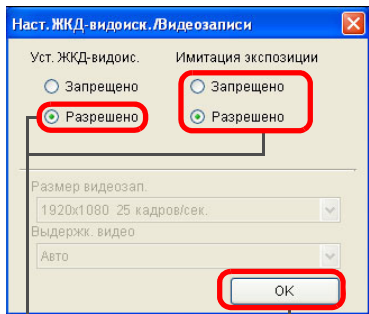 Наст. ЖКД-видоиск./Видеозаписи
Уст. ЖКД-видоис. Имитация экспозиции
Запрещено Запрещено
Разрешено Разрешено
Размер видеозап.
1920x1080 25 кадров/сек.
Выдержк. видео
Авто
OK